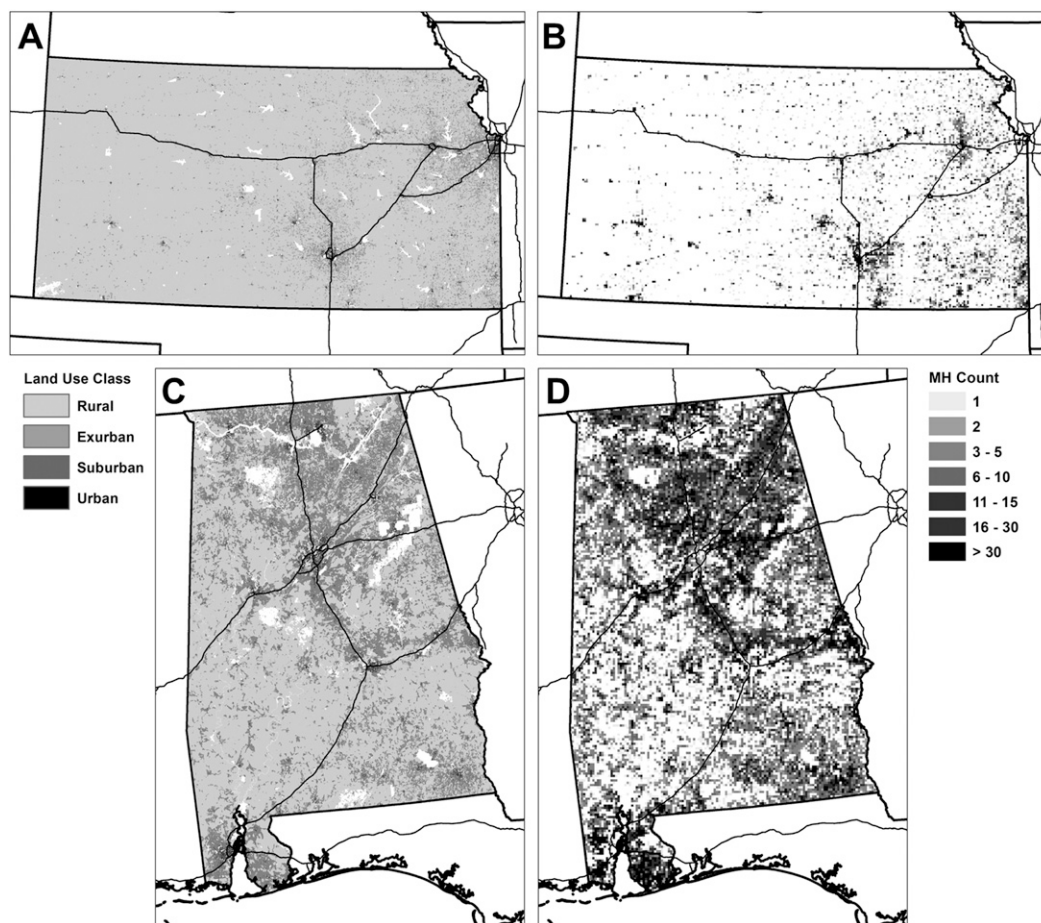 A
B
Land Use Class
Rural
Exurban
Suburban
Urban
C
D
MH Count
1
2
3 - 5
6 - 10
11 - 15
16 - 30
> 30